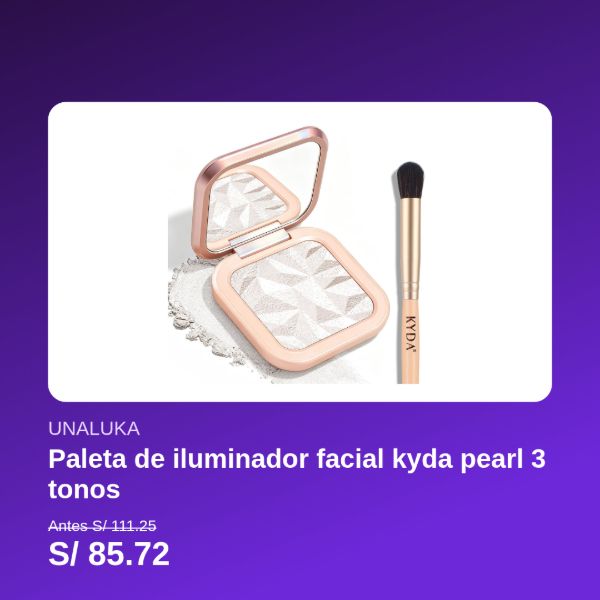 KYDA
UNALUKA
Paleta de iluminador facial kyda pearl 3
tonos
Antes S/ 111.25
S/ 85.72